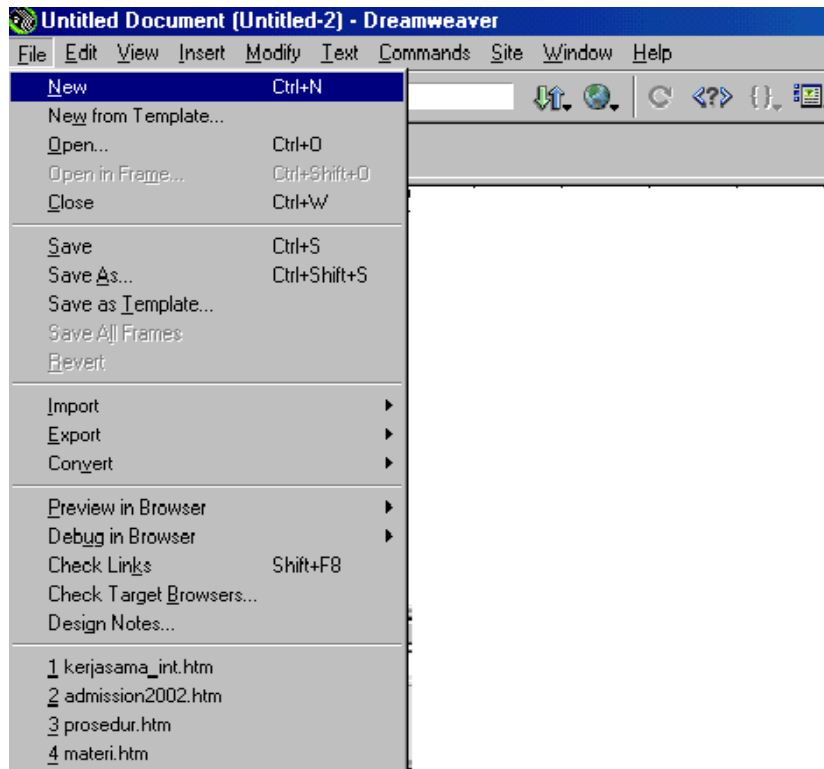 Untitled Document (Untitled-2) - Dreamweaver
File Edit View Insert Modify Text Commands Site Window Help
New Ctrl+N
New from Template...
Open... Ctrl+O
Open in Frame... Ctrl+Shift+O
Close Ctrl+W
Save Ctrl+S
Save As... Ctrl+Shift+S
Save as Template...
Save All Frames
Revert
Import
Export
Convert
Preview in Browser
Debug in Browser
Check Links Shift+F8
Check Target Browsers...
Design Notes...
1 kerjasama_int.htm
2 admission2002.htm
3 prosedur.htm
4 materi.htm